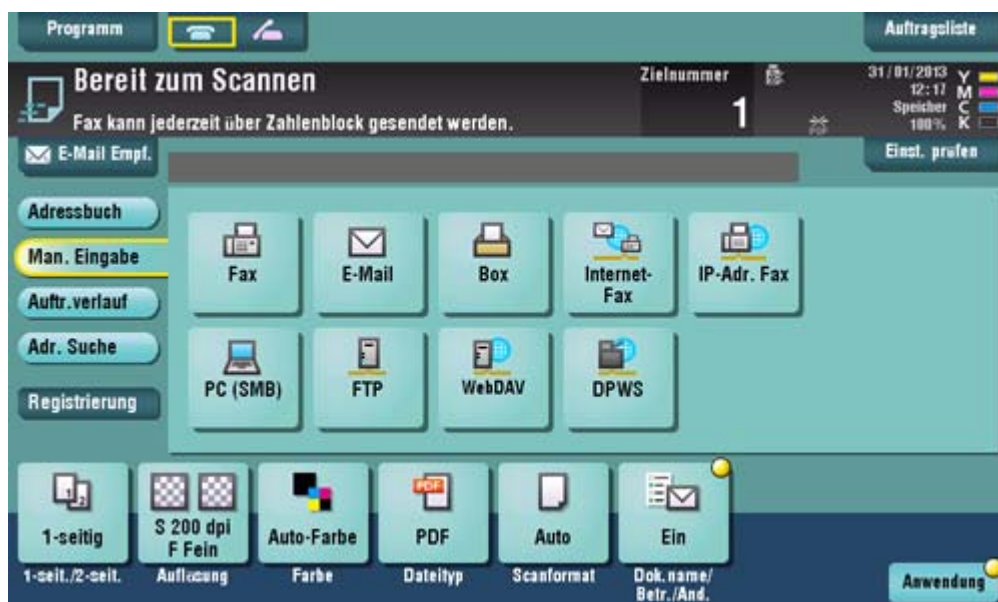 Programm
Auftragsliste
Bereit zum Scannen
Zielnummer
1
31/01/2013
12:17
Speicher
100%
Y
M
C
K
Fax kann jederzeit über Zahlenblock gesendet werden.
E-Mail Empf.
Einst. prüfen
Adressbuch
Man. Eingabe
Auftr.verlauf
Adr. Suche
Registrierung
Fax
E-Mail
Box
Internet-
Fax
IP-Adr. Fax
PC (SMB)
FTP
WebDAV
DPWS
1
2
1-seitig
S 200 dpi
F Fein
Auto-Farbe
PDF
PDF
Auto
Ein
1-seit./2-seit.
Auflösung
Farbe
Dateityp
Scanformat
Dok.name/
Betr./And.
Anwendung